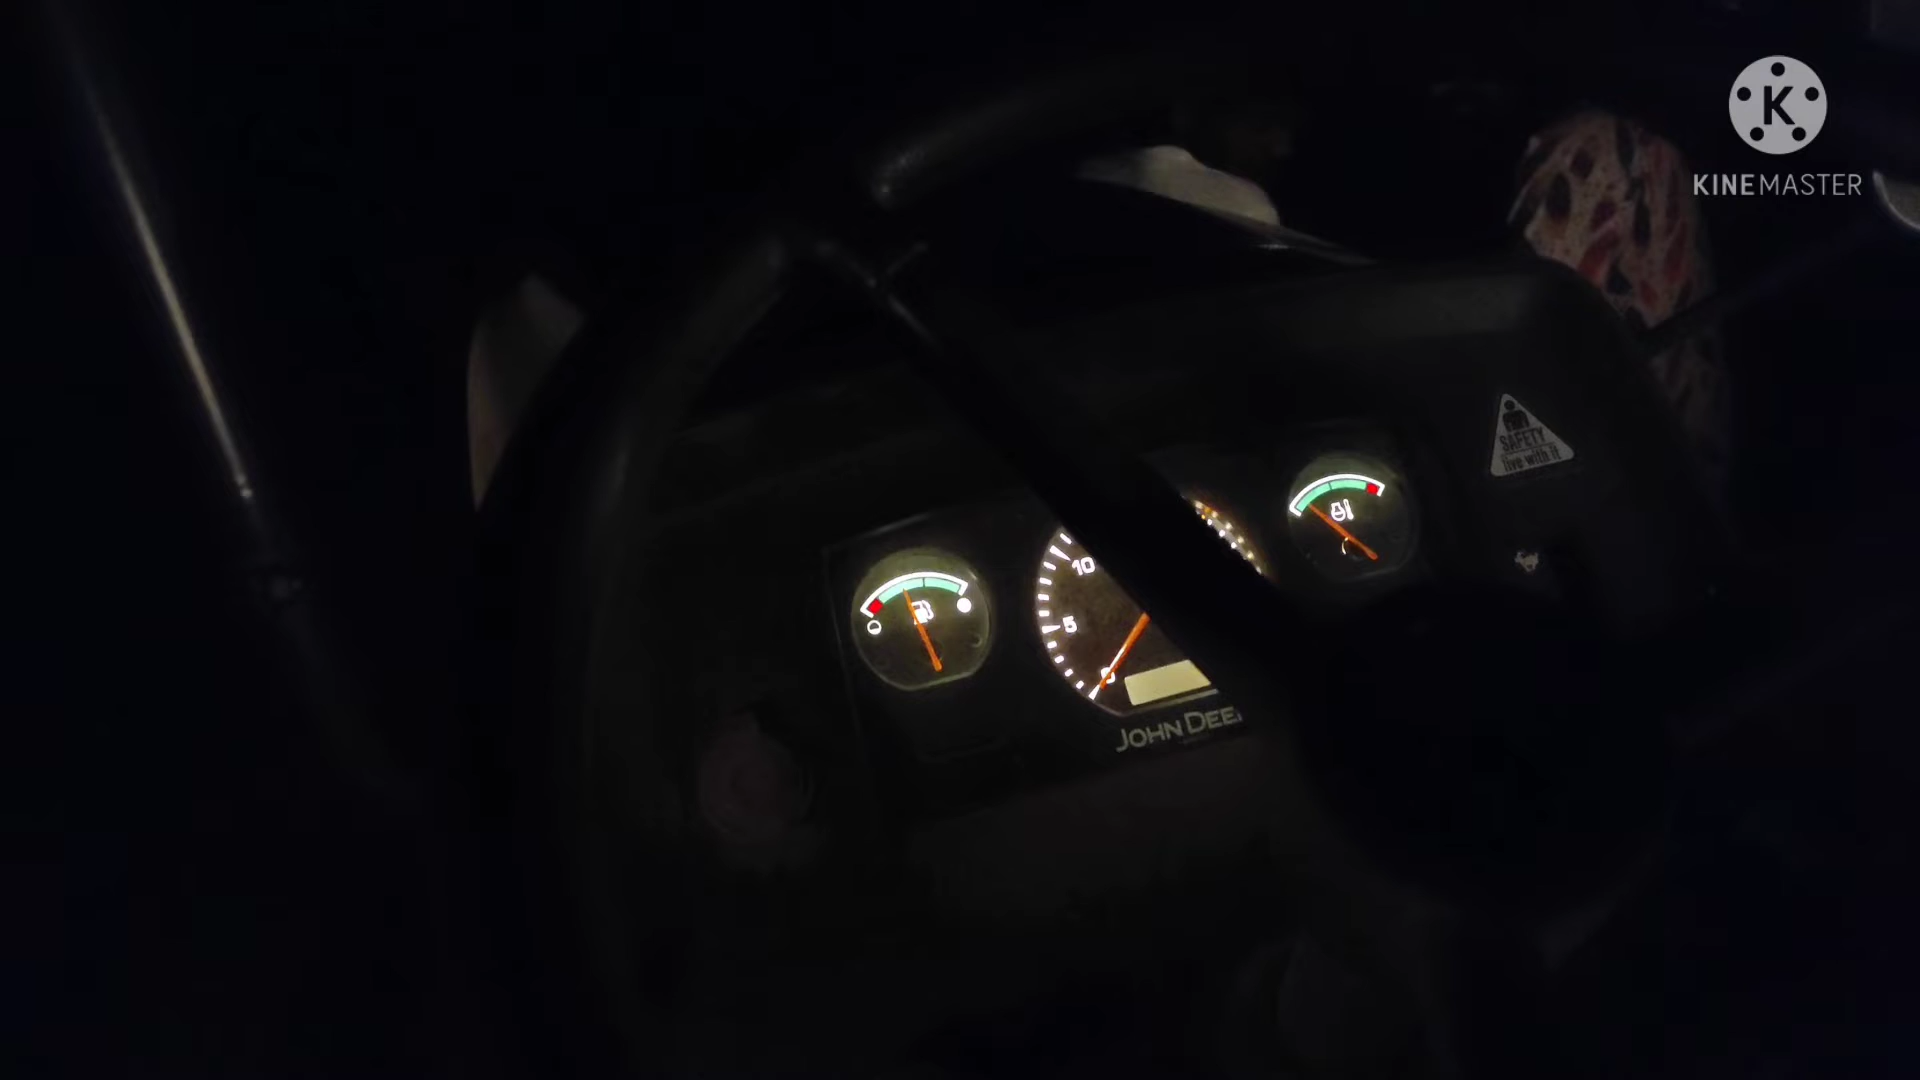 K
KINEMASTER
SAFETY
live with it
10
5
0
JOHN DEE